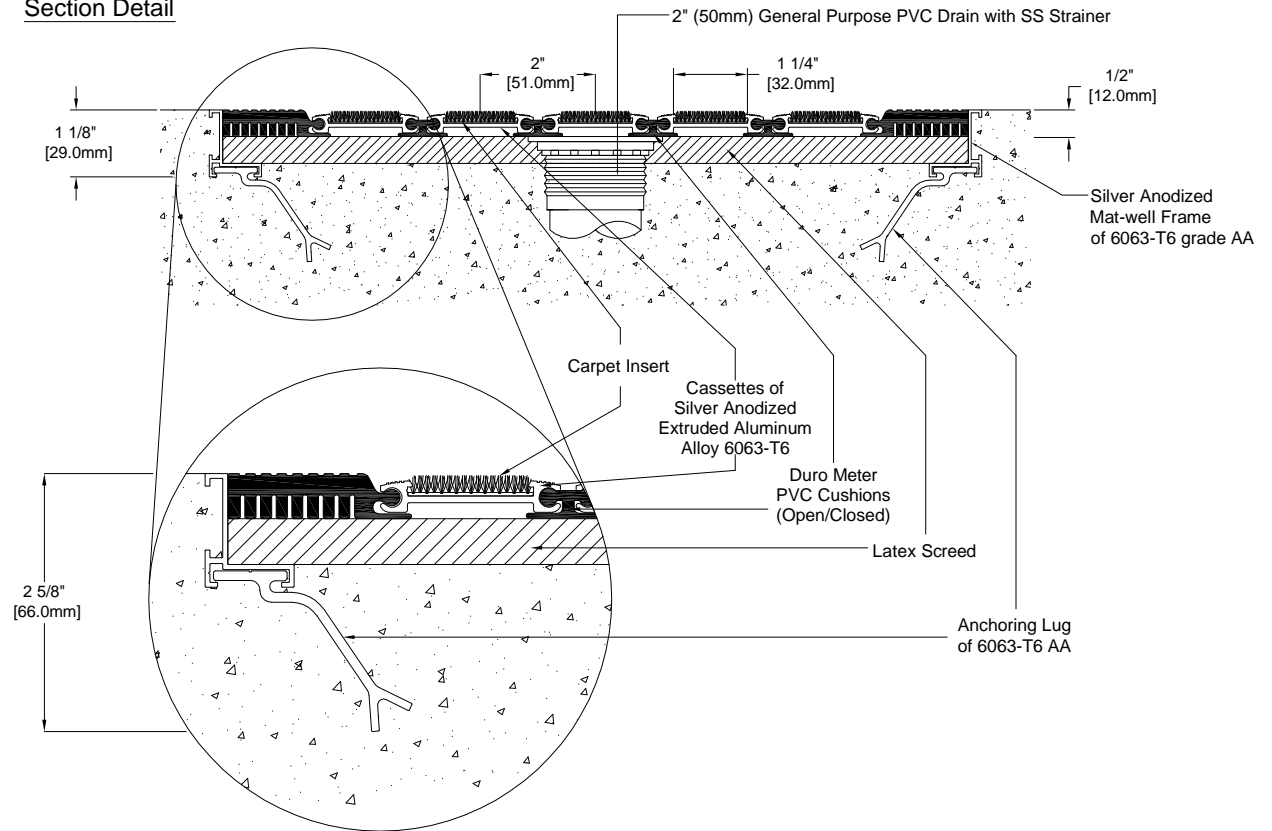 Section Detail
2" (50mm) General Purpose PVC Drain with SS Strainer
2"
[51.0mm]
1 1/4"
[32.0mm]
1/2"
[12.0mm]
1 1/8"
[29.0mm]
Silver Anodized
Mat-well Frame
of 6063-T6 grade AA
Carpet Insert
Cassettes of
Silver Anodized
Extruded Aluminum
Alloy 6063-T6
Duro Meter
PVC Cushions
(Open/Closed)
Latex Screed
2 5/8"
[66.0mm]
Anchoring Lug
of 6063-T6 AA